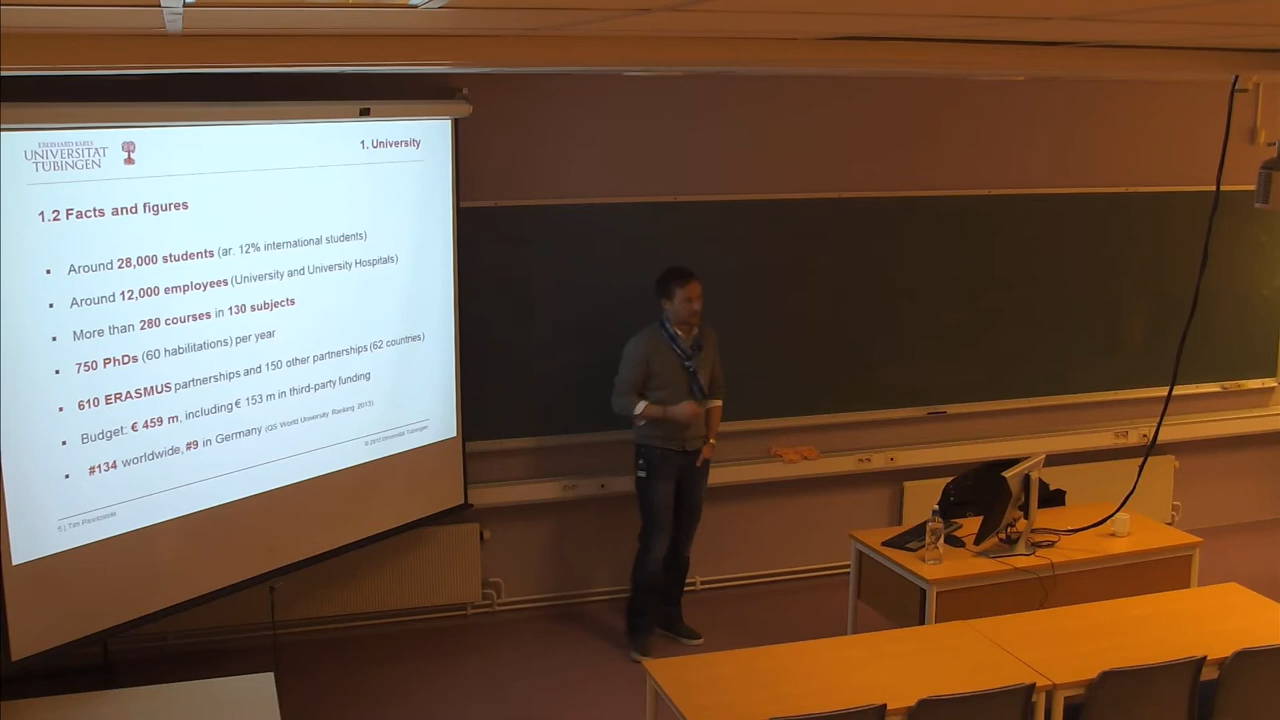 EBERHARD KARLS
UNIVERSITÄT
TÜBINGEN
1. University
1.2 Facts and figures
▪ Around 28,000 students (ar. 12% international students)
▪ Around 12,000 employees (University and University Hospitals)
▪ More than 280 courses in 130 subjects
▪ 750 PhDs (60 habilitations) per year
▪ 610 ERASMUS partnerships and 150 other partnerships (62 countries)
▪ Budget: € 459 m, including € 153 m in third-party funding
▪ #134 worldwide, #9 in Germany (QS World University Ranking 2013)
5 | Tim Pawlowski